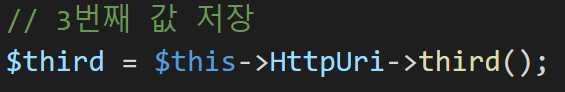 // 3번째 값 저장
$third = $this->HttpUri->third();